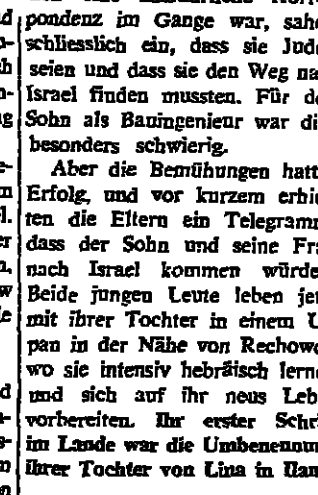 pondenz im Gange war, sahe
schliesslich ein, dass sie Jude
seien und dass sie den Weg na
Israel finden mussten. Für de
Sohn als Bauingenieur war di
besonders schwierig.
Aber die Bemühungen hatt
Erfolg, und vor kurzem erhie
ten die Eltern ein Telegramm
dass der Sohn und seine Fra
nach Israel kommen würde
Beide jungen Leute leben jet
mit ihrer Tochter in einem U
pan in der Nähe von Rechowo
wo sie intensiv hebräisch lerne
und sich auf ihr neus Leb
vorbereiten. Ihr erster Schri
im Lande war die Umbenennun
ihrer Tochter von Lina in Ilan